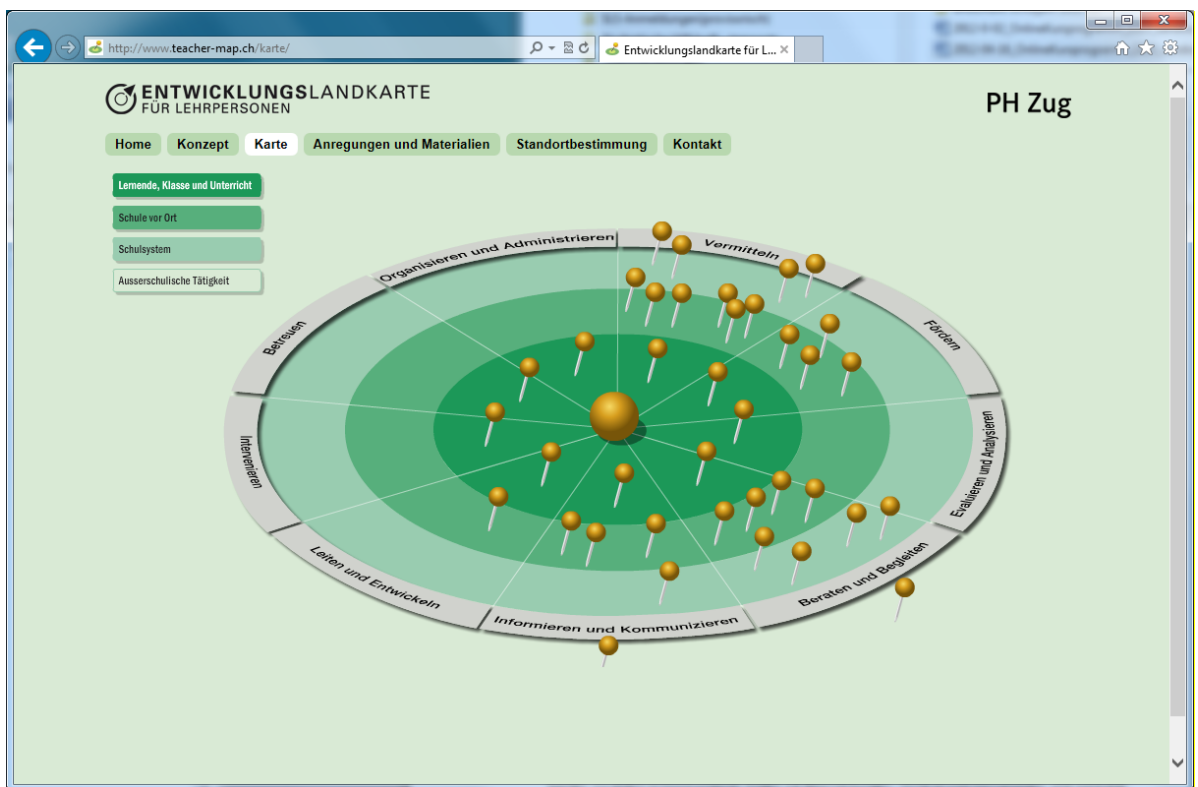 http://www.teacher-map.ch/karte/
Entwicklungslandkarte für L...
ENTWICKLUNGSLANDKARTE
FÜR LEHRPERSONEN
PH Zug
Home
Konzept
Karte
Anregungen und Materialien
Standortbestimmung
Kontakt
Lernende, Klasse und Unterricht
Schule vor Ort
Schulsystem
Ausserschulische Tätigkeit
Organisieren und Administrieren
Vermitteln
Fördern
Evaluieren und Analysieren
Beraten und Begleiten
Informieren und Kommunizieren
Leiten und Entwickeln
Intervenieren
Betreuen